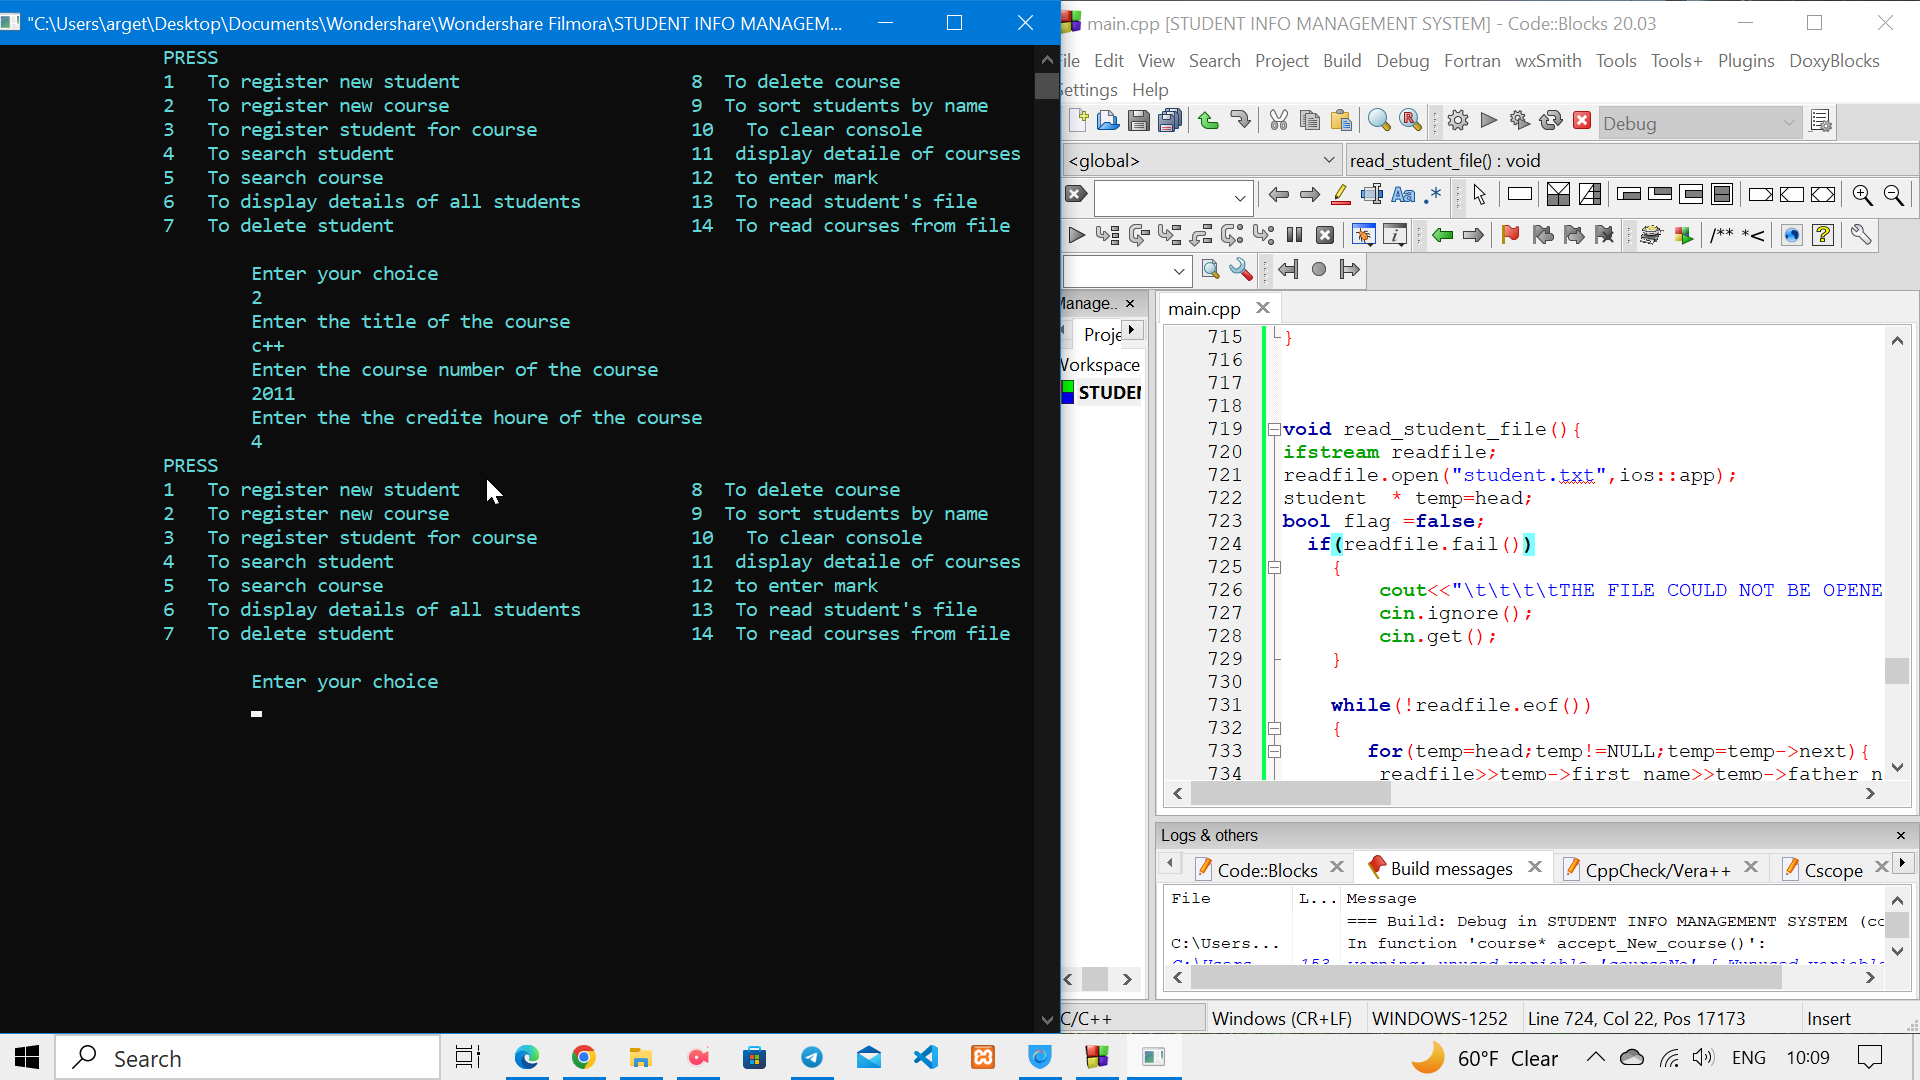 "C:\Users\arget\Desktop\Documents\Wondershare\Wondershare Filmora\STUDENT INFO MANAGEM...
PRESS
1 To register new student 8 To delete course
2 To register new course 9 To sort students by name
3 To register student for course 10 To clear console
4 To search student 11 display detaile of courses
5 To search course 12 to enter mark
6 To display details of all students 13 To read student's file
7 To delete student 14 To read courses from file
Enter your choice
2
Enter the title of the course
c++
Enter the course number of the course
2011
Enter the the credite houre of the course
4
PRESS
1 To register new student 8 To delete course
2 To register new course 9 To sort students by name
3 To register student for course 10 To clear console
4 To search student 11 display detaile of courses
5 To search course 12 to enter mark
6 To display details of all students 13 To read student's file
7 To delete student 14 To read courses from file
Enter your choice
main.cpp [STUDENT INFO MANAGEMENT SYSTEM] - Code::Blocks 20.03
ile Edit View Search Project Build Debug Fortran wxSmith Tools Tools+ Plugins DoxyBlocks
ettings Help
Debug
<global> read_student_file() : void
Aa .*
/** *<
Manage.. main.cpp
Proje
Workspace
STUDEN
715 }
716
717
718
719 void read_student_file(){
720 ifstream readfile;
721 readfile.open("student.txt",ios::app);
722 student * temp=head;
723 bool flag =false;
724 if(readfile.fail())
725 {
726 cout<<"\t\t\t\tTHE FILE COULD NOT BE OPENE
727 cin.ignore();
728 cin.get();
729 }
730
731 while(!readfile.eof())
732 {
733 for(temp=head;temp!=NULL;temp=temp->next){
734 readfile>>temp->first_name>>temp->father_n
Logs & others
Code::Blocks Build messages CppCheck/Vera++ Cscope
File L... Message
=== Build: Debug in STUDENT INFO MANAGEMENT SYSTEM (co
C:\Users... In function 'course* accept_New_course()':
C:\Users... 153 warning: unused variable 'courseNo' [-Wunused-variable
C/C++ Windows (CR+LF) WINDOWS-1252 Line 724, Col 22, Pos 17173 Insert
Search 60°F Clear ENG 10:09